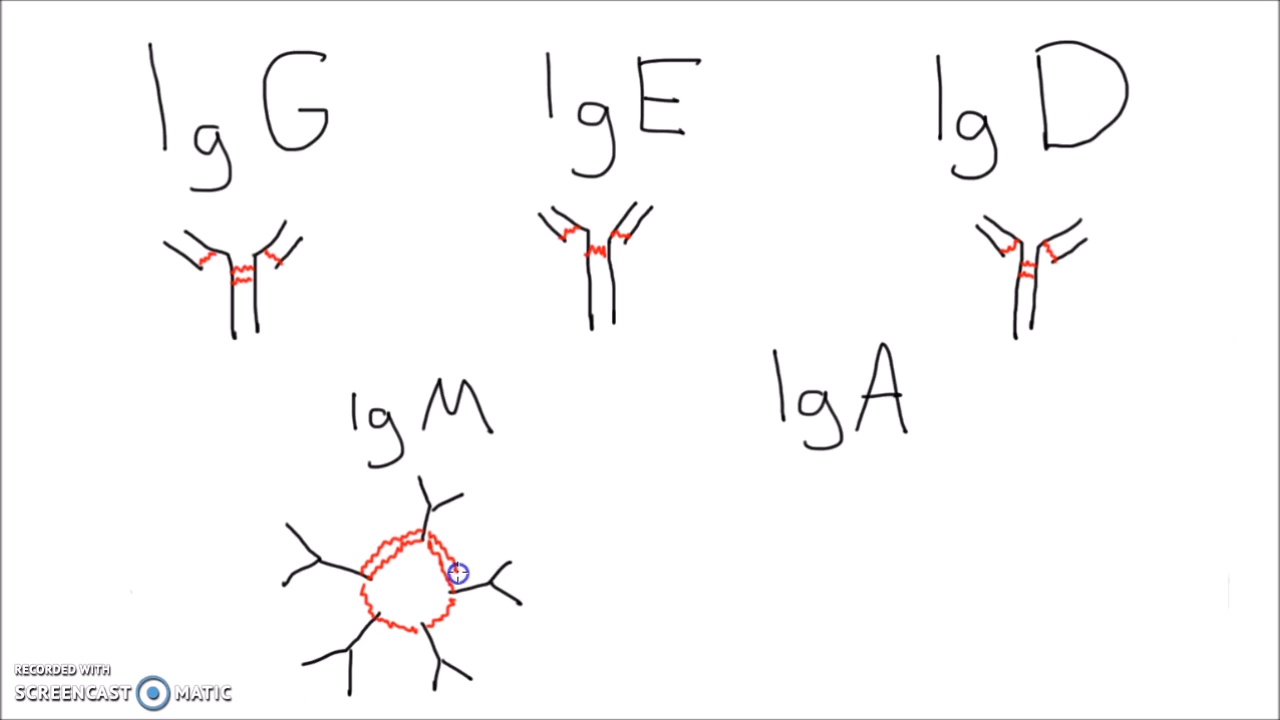 IgG
IgE
IgD
IgM
IgA
RECORDED WITH
SCREENCAST MATIC